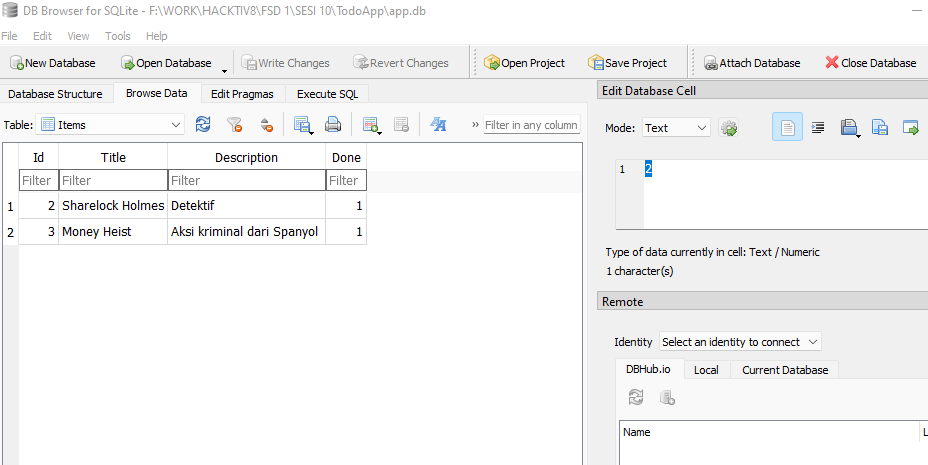 DB Browser for SQLite - F:\WORK\HACKTIV8\FSD 1\SESI 10\TodoApp\app.db
File Edit View Tools Help
New Database Open Database Write Changes Revert Changes Open Project Save Project Attach Database Close Database
Database Structure Browse Data Edit Pragmas Execute SQL
Table: Items » Filter in any column
Id Title Description Done
Filter Filter Filter Filter
1 2 Sharelock Holmes Detektif 1
2 3 Money Heist Aksi kriminal dari Spanyol 1
Edit Database Cell
Mode: Text
1 2
Type of data currently in cell: Text / Numeric
1 character(s)
Remote
Identity Select an identity to connect
DBHub.io Local Current Database
Name L